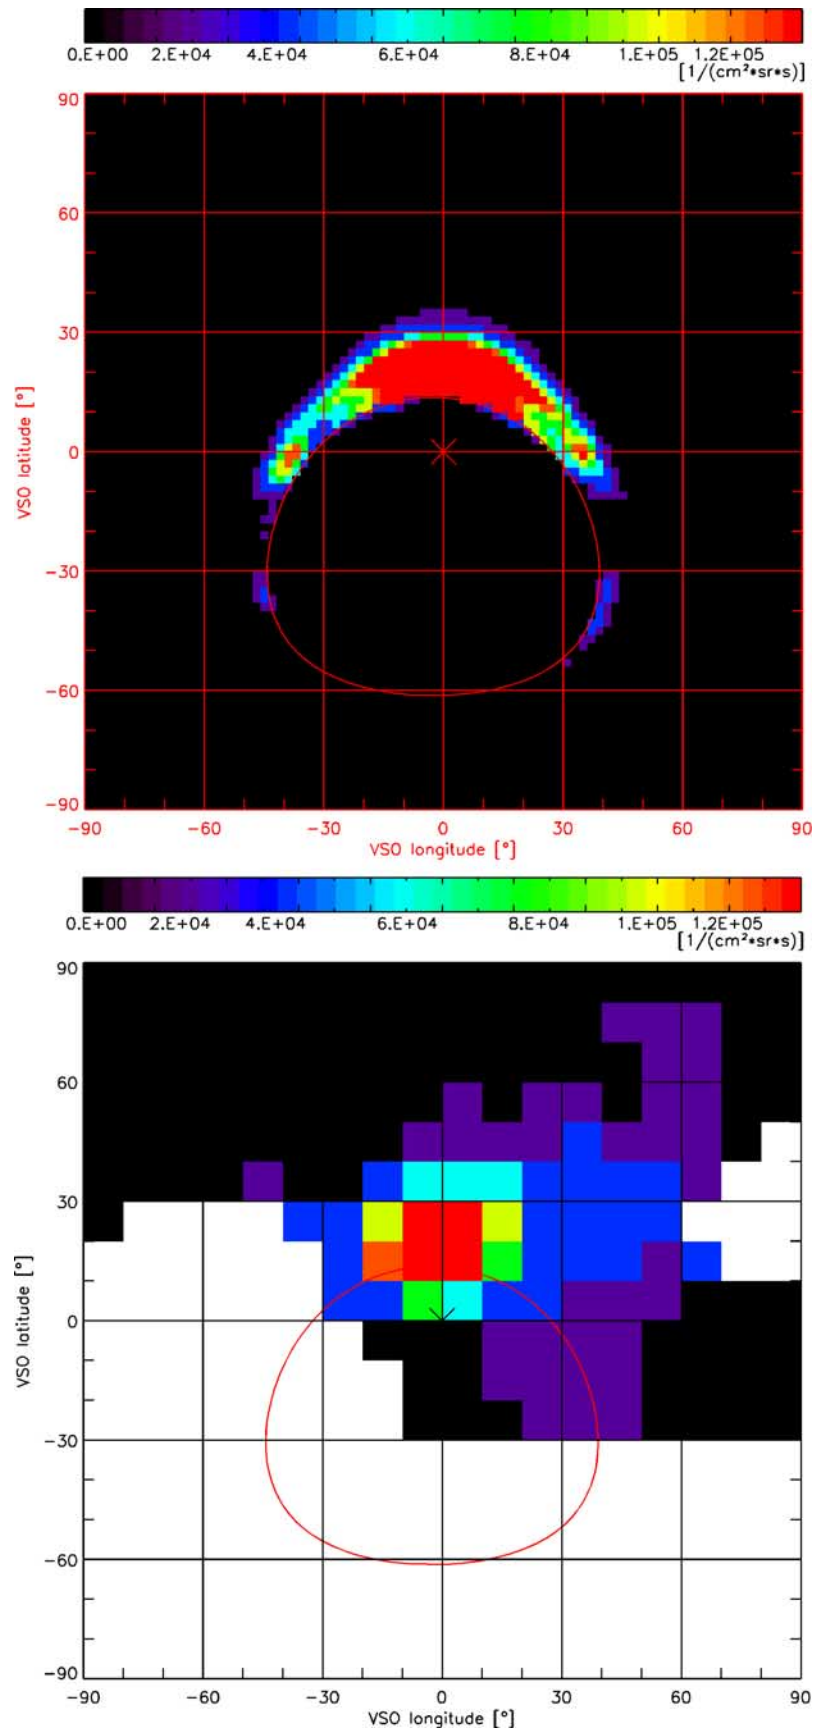 0.E+00 2.E+04 4.E+04 6.E+04 8.E+04 1.E+05 1.2E+05
[1/(cm²*sr*s)]
90
60
30
0
-30
-60
-90
VSO latitude [°]
-90 -60 -30 0 30 60 90
VSO longitude [°]
0.E+00 2.E+04 4.E+04 6.E+04 8.E+04 1.E+05 1.2E+05
[1/(cm²*sr*s)]
90
60
30
0
-30
-60
-90
VSO latitude [°]
-90 -60 -30 0 30 60 90
VSO longitude [°]